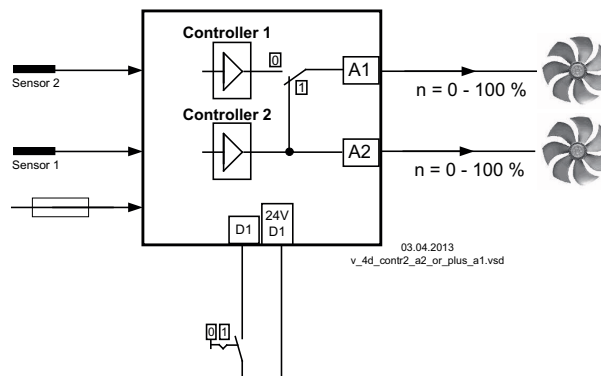 Controller 1
0
A1
1
n = 0 - 100 %
Sensor 2
Controller 2
A2
n = 0 - 100 %
Sensor 1
D1
24V
D1
03.04.2013
v_4d_contr2_a2_or_plus_a1.vsd
0 1